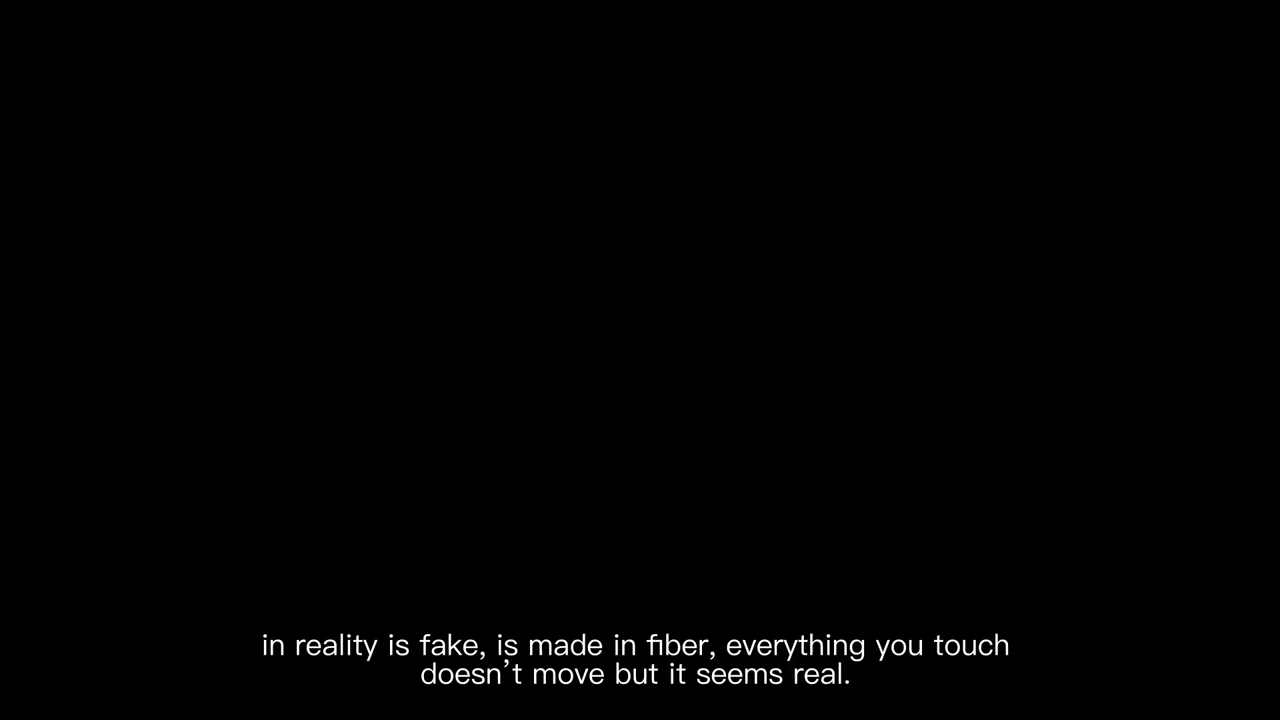 in reality is fake, is made in fiber, everything you touch
doesn’t move but it seems real.